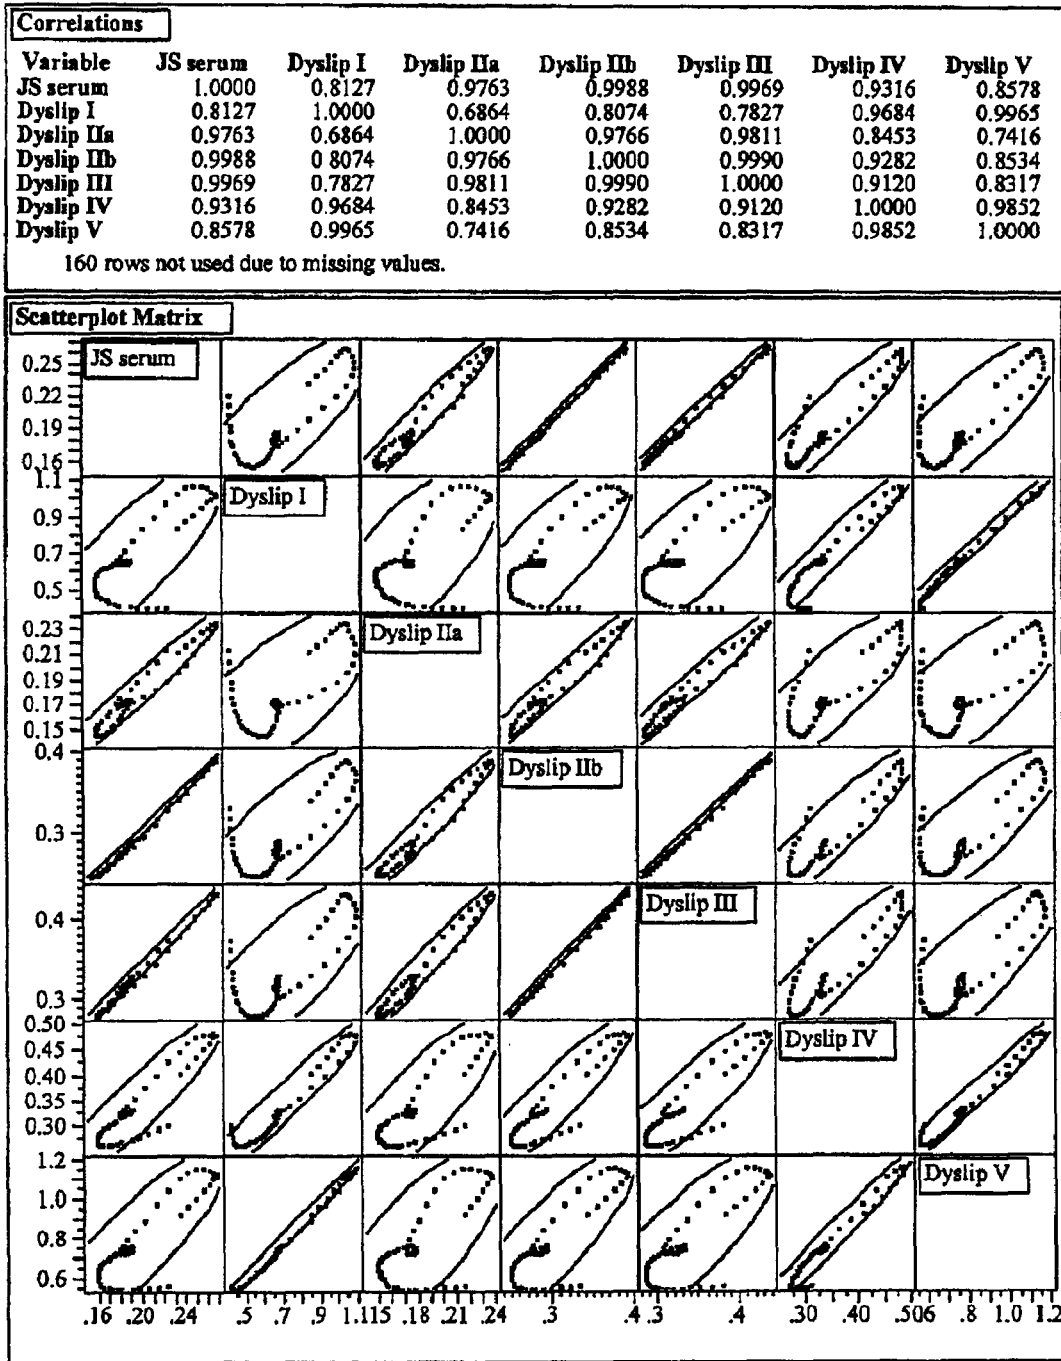 Correlations
Variable JS serum Dyslip I Dyslip IIa Dyslip IIb Dyslip III Dyslip IV Dyslip V
JS serum 1.0000 0.8127 0.9763 0.9988 0.9969 0.9316 0.8578
Dyslip I 0.8127 1.0000 0.6864 0.8074 0.7827 0.9684 0.9965
Dyslip IIa 0.9763 0.6864 1.0000 0.9766 0.9811 0.8453 0.7416
Dyslip IIb 0.9988 0.8074 0.9766 1.0000 0.9990 0.9282 0.8534
Dyslip III 0.9969 0.7827 0.9811 0.9990 1.0000 0.9120 0.8317
Dyslip IV 0.9316 0.9684 0.8453 0.9282 0.9120 1.0000 0.9852
Dyslip V 0.8578 0.9965 0.7416 0.8534 0.8317 0.9852 1.0000
160 rows not used due to missing values.
Scatterplot Matrix
JS serum
0.25
0.22
0.19
0.16
1.1
Dyslip I
0.9
0.7
0.5
0.23
Dyslip IIa
0.21
0.19
0.17
0.15
0.4
Dyslip IIb
0.3
Dyslip III
0.4
0.3
0.50
Dyslip IV
0.45
0.40
0.35
0.30
1.2
Dyslip V
1.0
0.8
0.6
.16 .20 .24 .5 .7 .9 1.1 .15 .18 .21 .24 .3 .4 .3 .4 .30 .40 .50 .6 .8 1.0 1.2